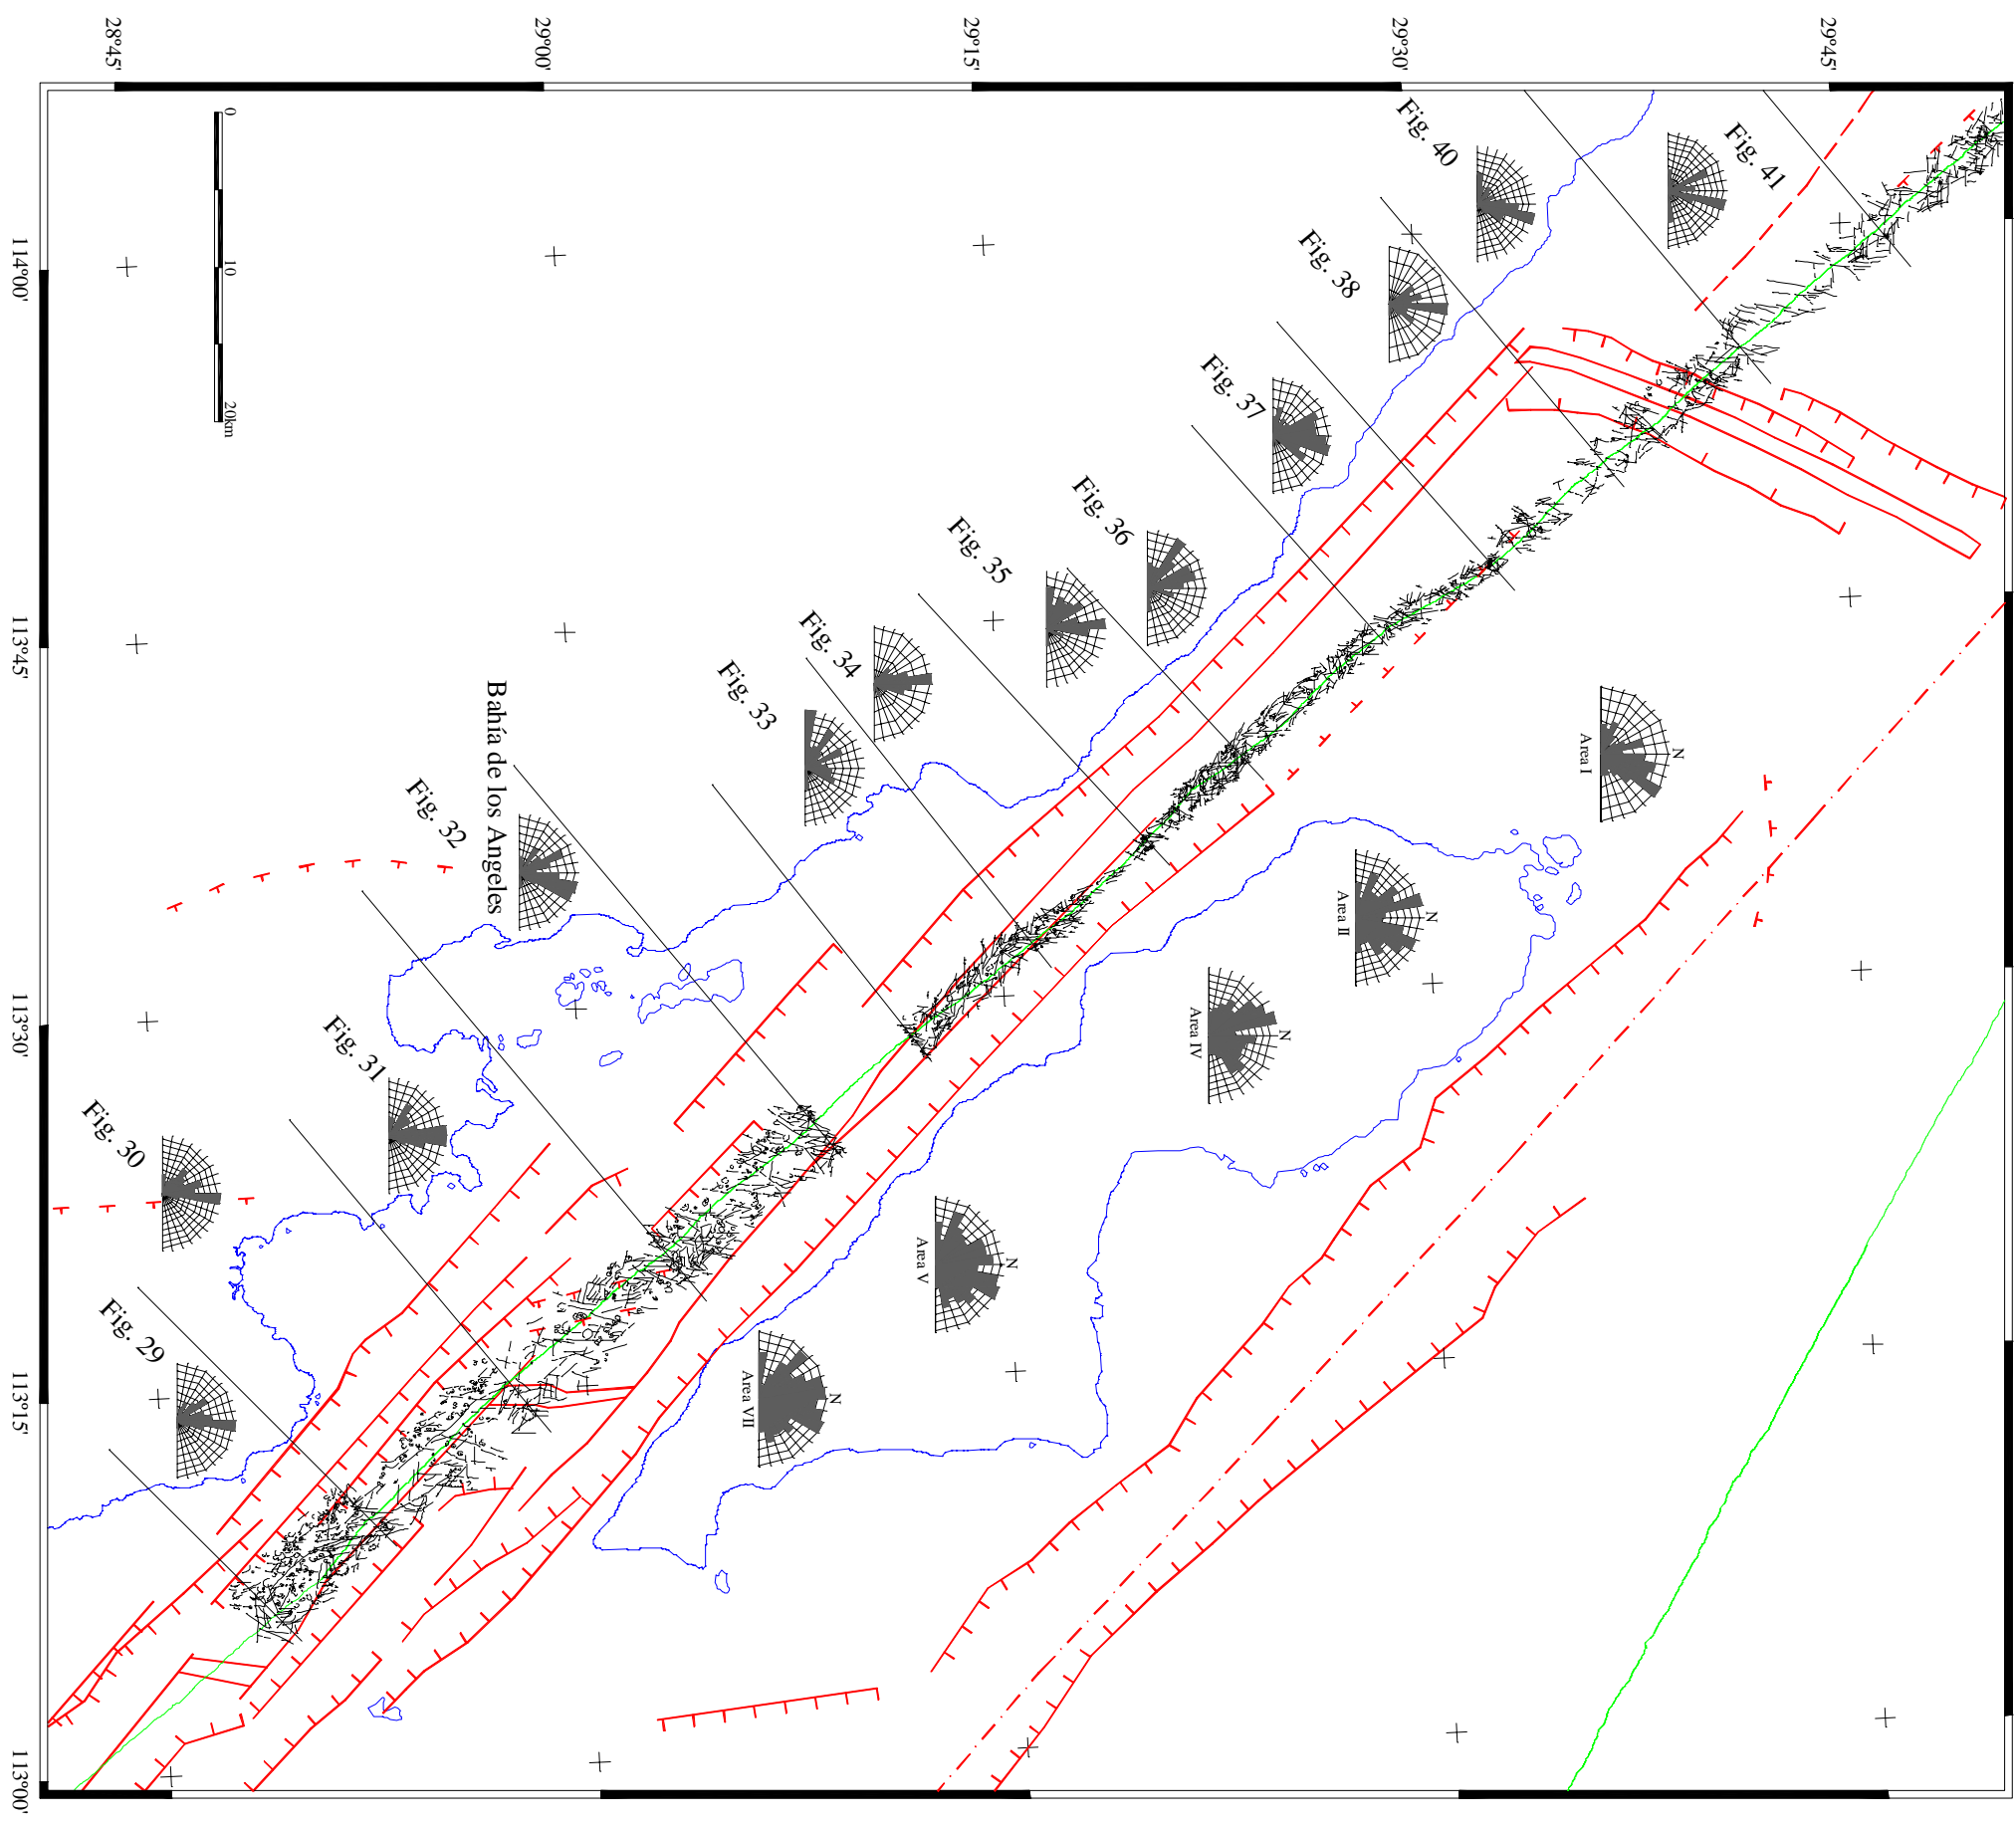 28°45'
29°00'
29°15'
29°30'
29°45'
0
10
20km
114°00'
113°45'
113°30'
113°15'
113°00'
Fig. 41
Fig. 40
Fig. 38
Fig. 37
Fig. 36
Fig. 35
Fig. 34
Fig. 33
Fig. 32
Fig. 31
Fig. 30
Fig. 29
Bahía de los Angeles
N
Area I
N
Area II
N
Area IV
N
Area V
N
Area VII